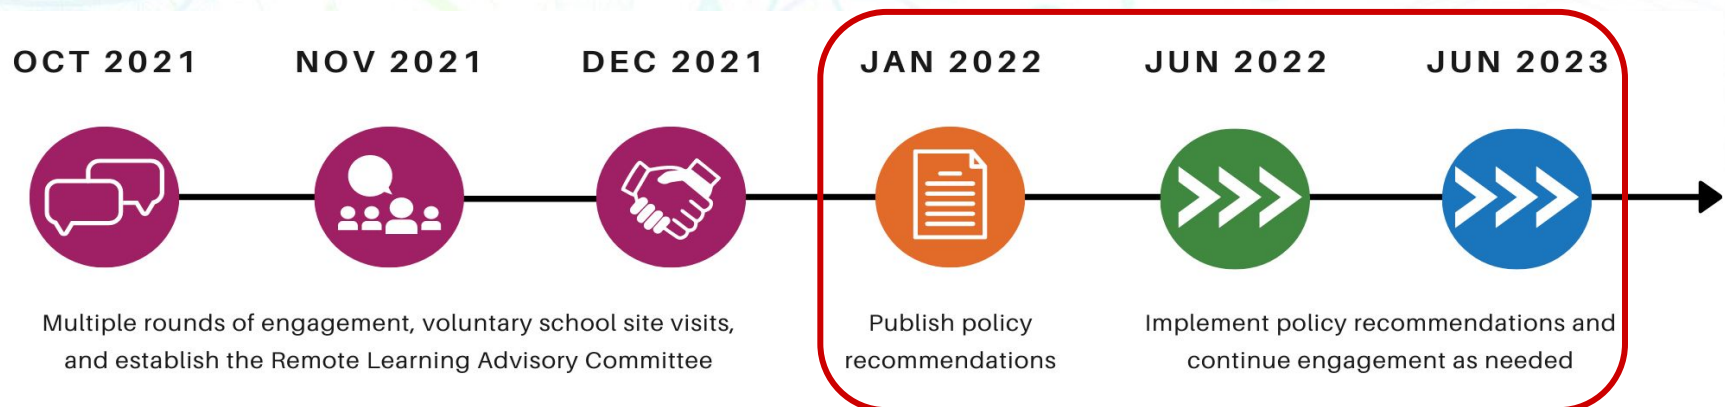 OCT 2021
NOV 2021
DEC 2021
JAN 2022
JUN 2022
JUN 2023
Multiple rounds of engagement, voluntary school site visits,
and establish the Remote Learning Advisory Committee
Publish policy
recommendations
Implement policy recommendations and
continue engagement as needed